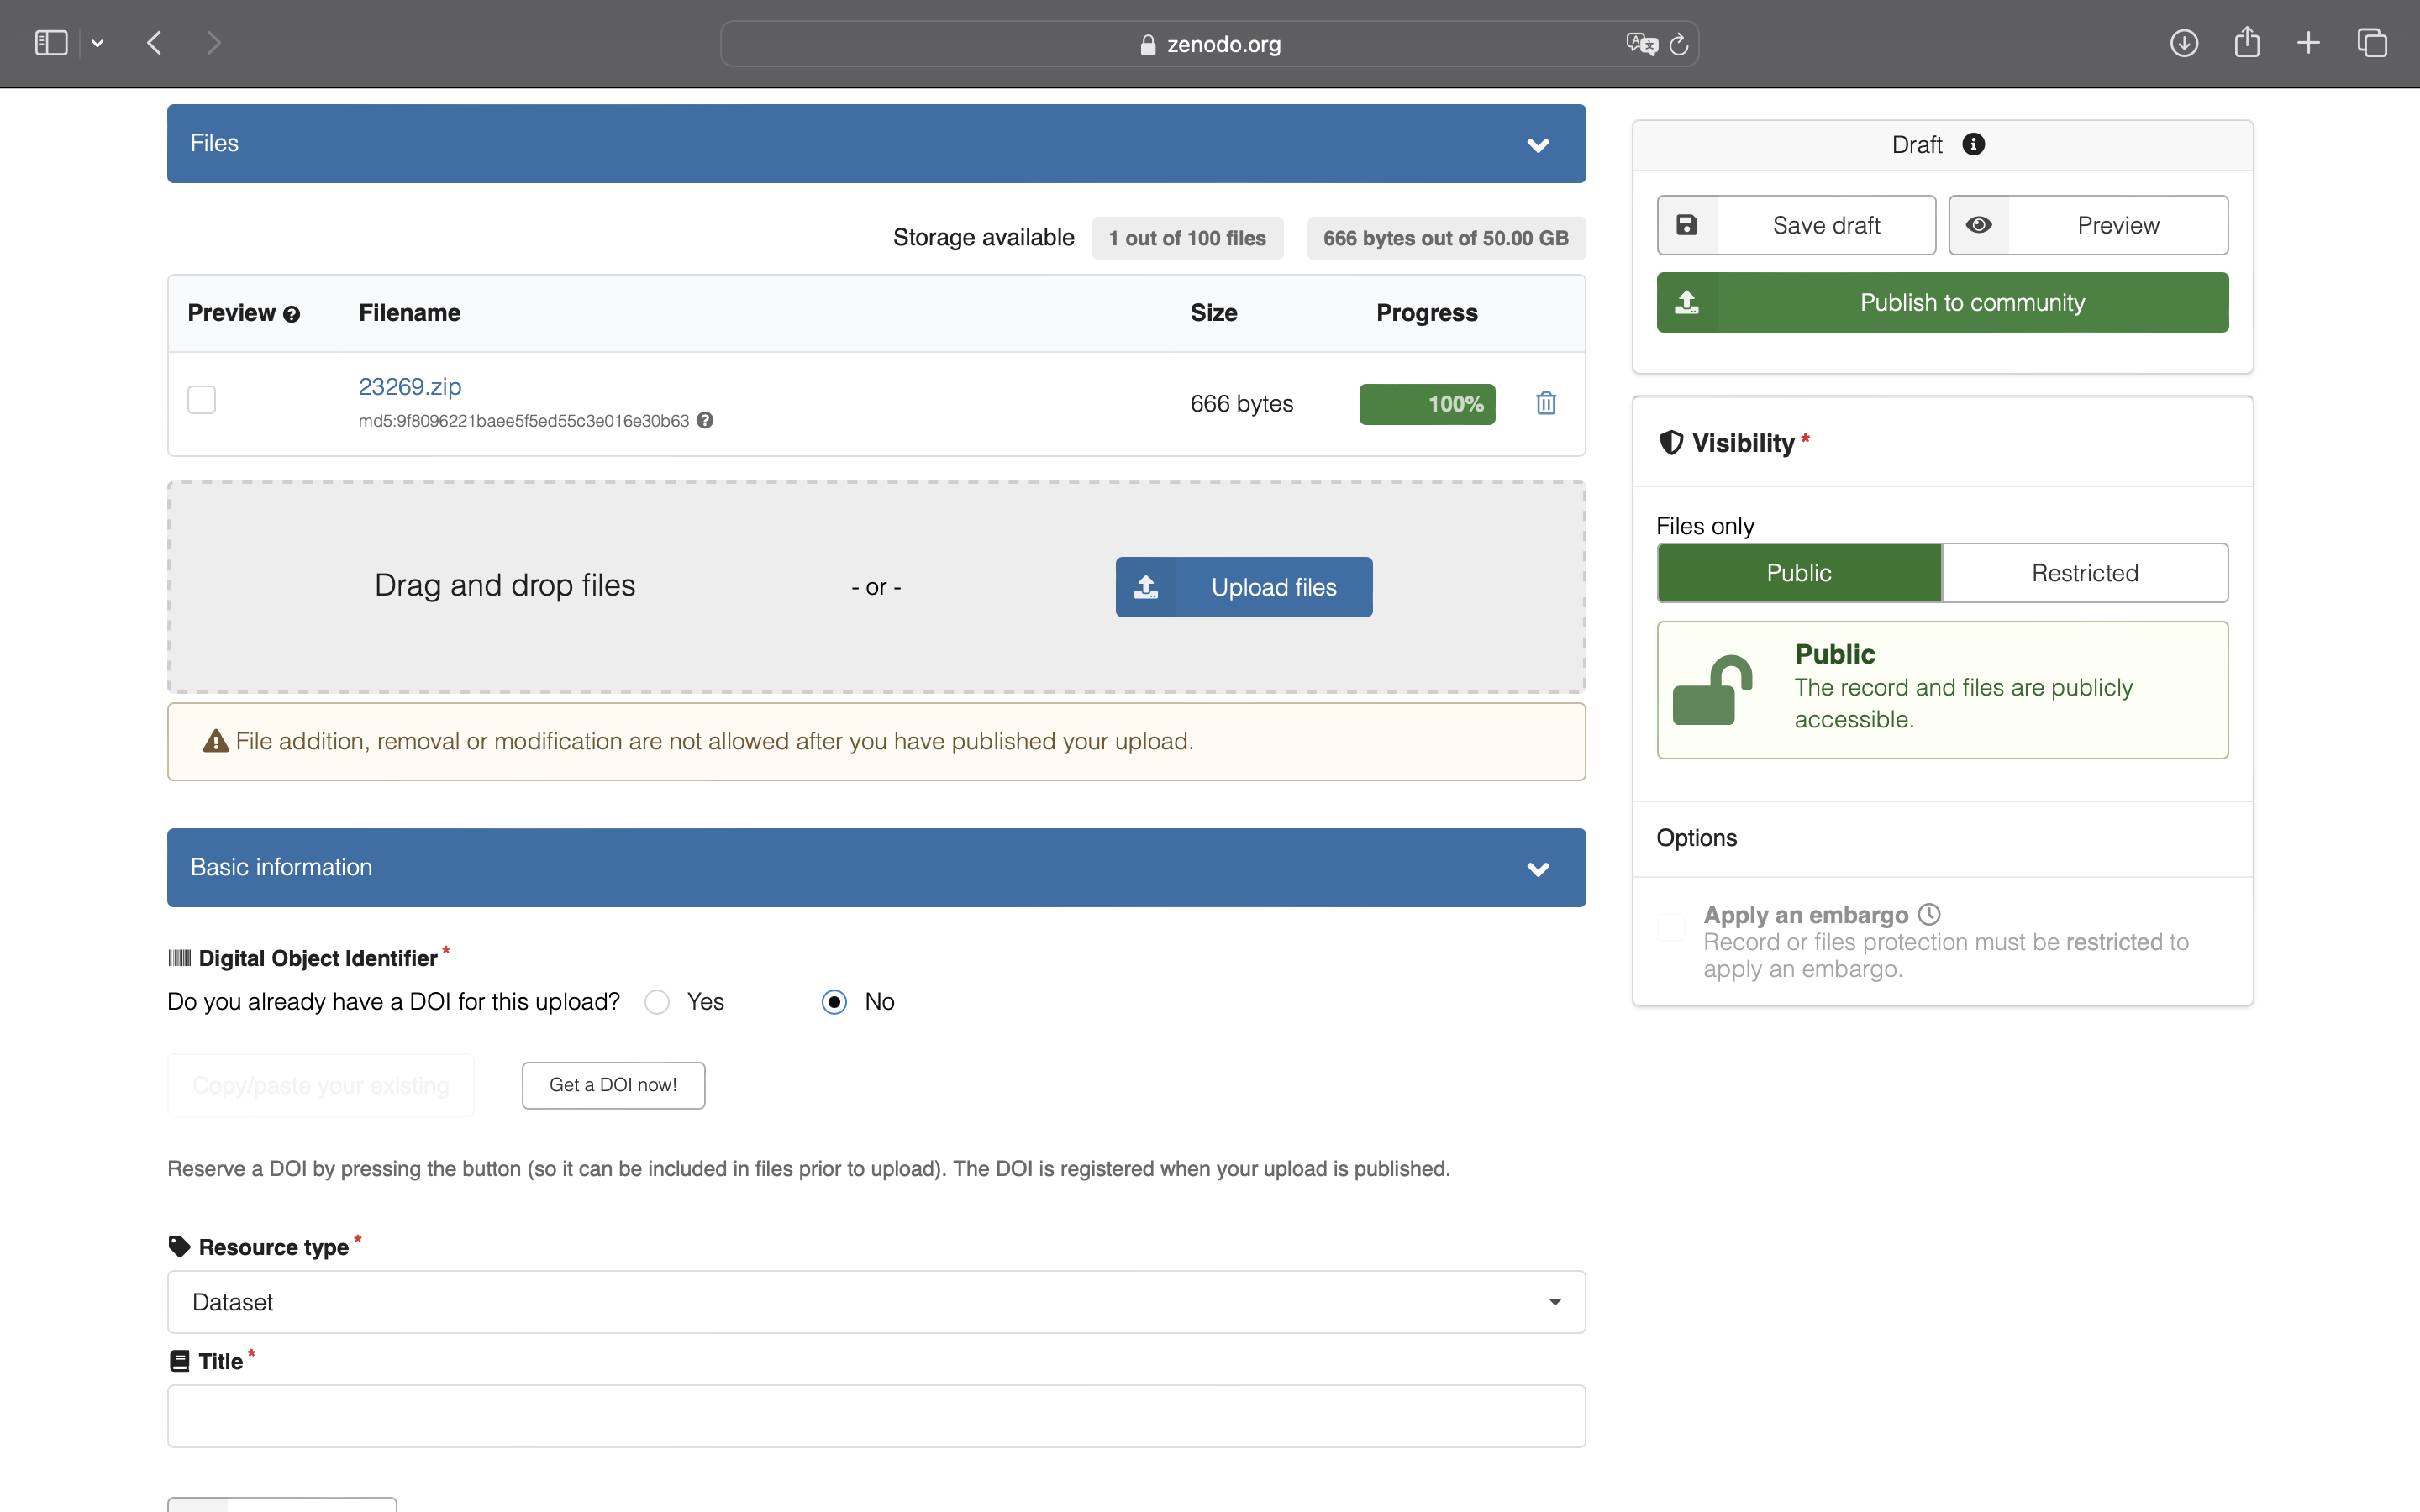 zenodo.org
Files
Storage available 1 out of 100 files 666 bytes out of 50.00 GB
Preview Filename Size Progress
23269.zip
md5:9f8096221baee5f5ed55c3e016e30b63
666 bytes 100%
Drag and drop files - or - Upload files
File addition, removal or modification are not allowed after you have published your upload.
Basic information
Digital Object Identifier *
Do you already have a DOI for this upload? Yes No
Copy/paste your existing Get a DOI now!
Reserve a DOI by pressing the button (so it can be included in files prior to upload). The DOI is registered when your upload is published.
Resource type *
Dataset
Title *
Draft
Save draft Preview
Publish to community
Visibility *
Files only
Public Restricted
Public
The record and files are publicly
accessible.
Options
Apply an embargo
Record or files protection must be restricted to
apply an embargo.